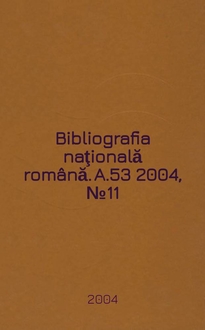 Bibliografia
naţională
română. A.53 2004,
№11
2004